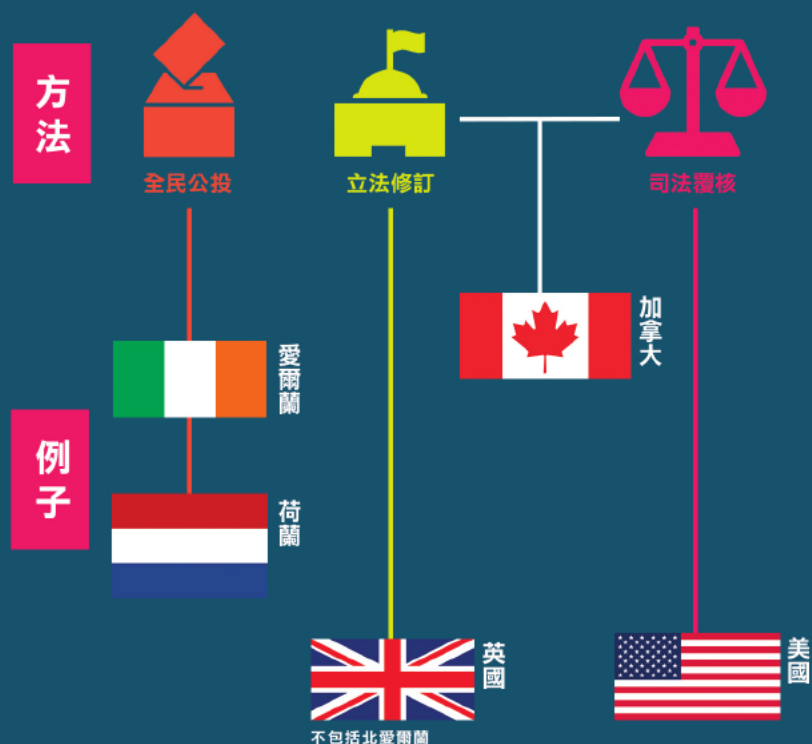 方法
全民公投
立法修訂
司法覆核
加拿大
愛爾蘭
例子
荷蘭
英國
美國
不包括北愛爾蘭